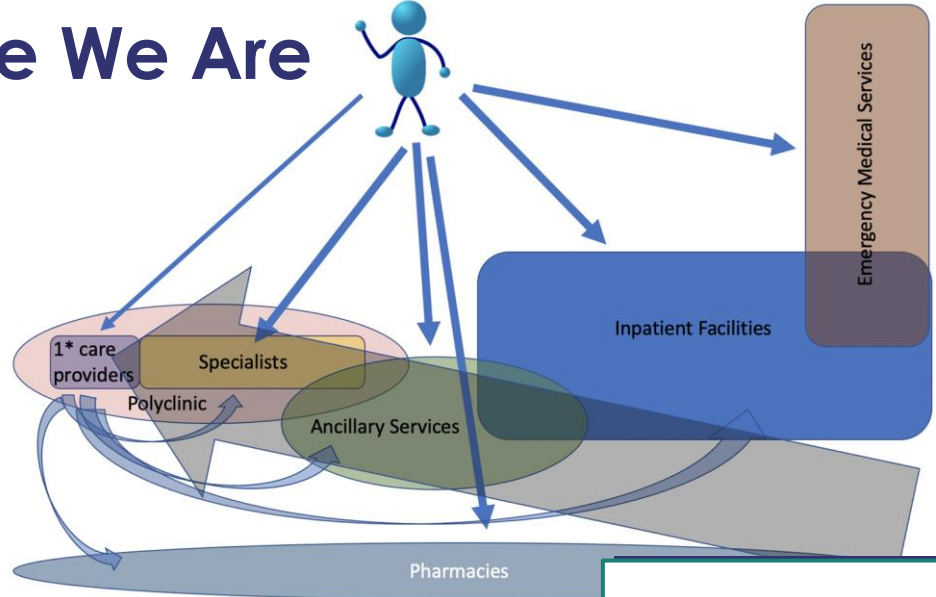 e We Are
Emergency Medical Services
Inpatient Facilities
1* care
providers
Specialists
Polyclinic
Ancillary Services
Pharmacies